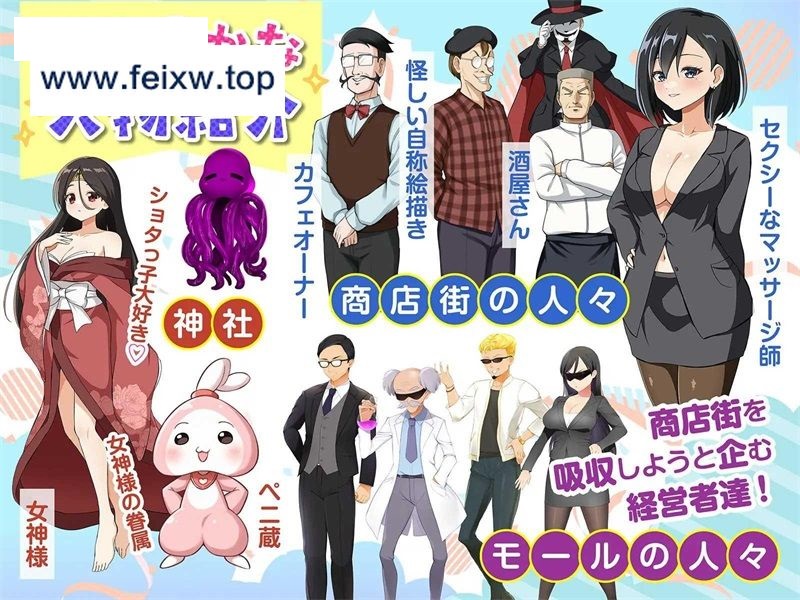 www.feixw.top
人物紹介
カフェオーナー
怪しい自称絵描き
酒屋さん
セクシーなマッサージ師
商店街の人々
ショタっ子大好き♡
神社
女神様
女神様の眷属
ペニ蔵
商店街を
吸収しようと企む
経営者達！
モールの人々